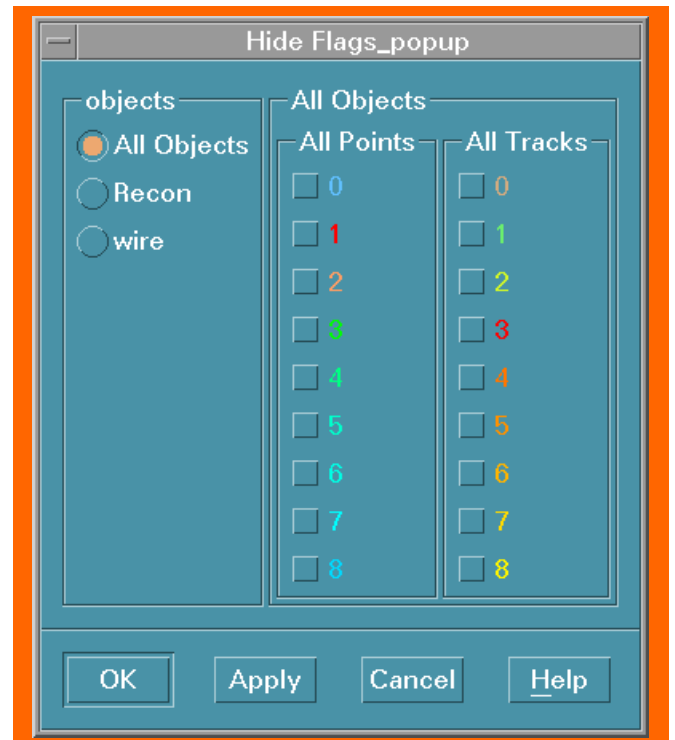 Hide Flags_popup
objects
All Objects
Recon
wire
All Objects
All Points
0
1
2
3
4
5
6
7
8
All Tracks
0
1
2
3
4
5
6
7
8
OK
Apply
Cancel
Help